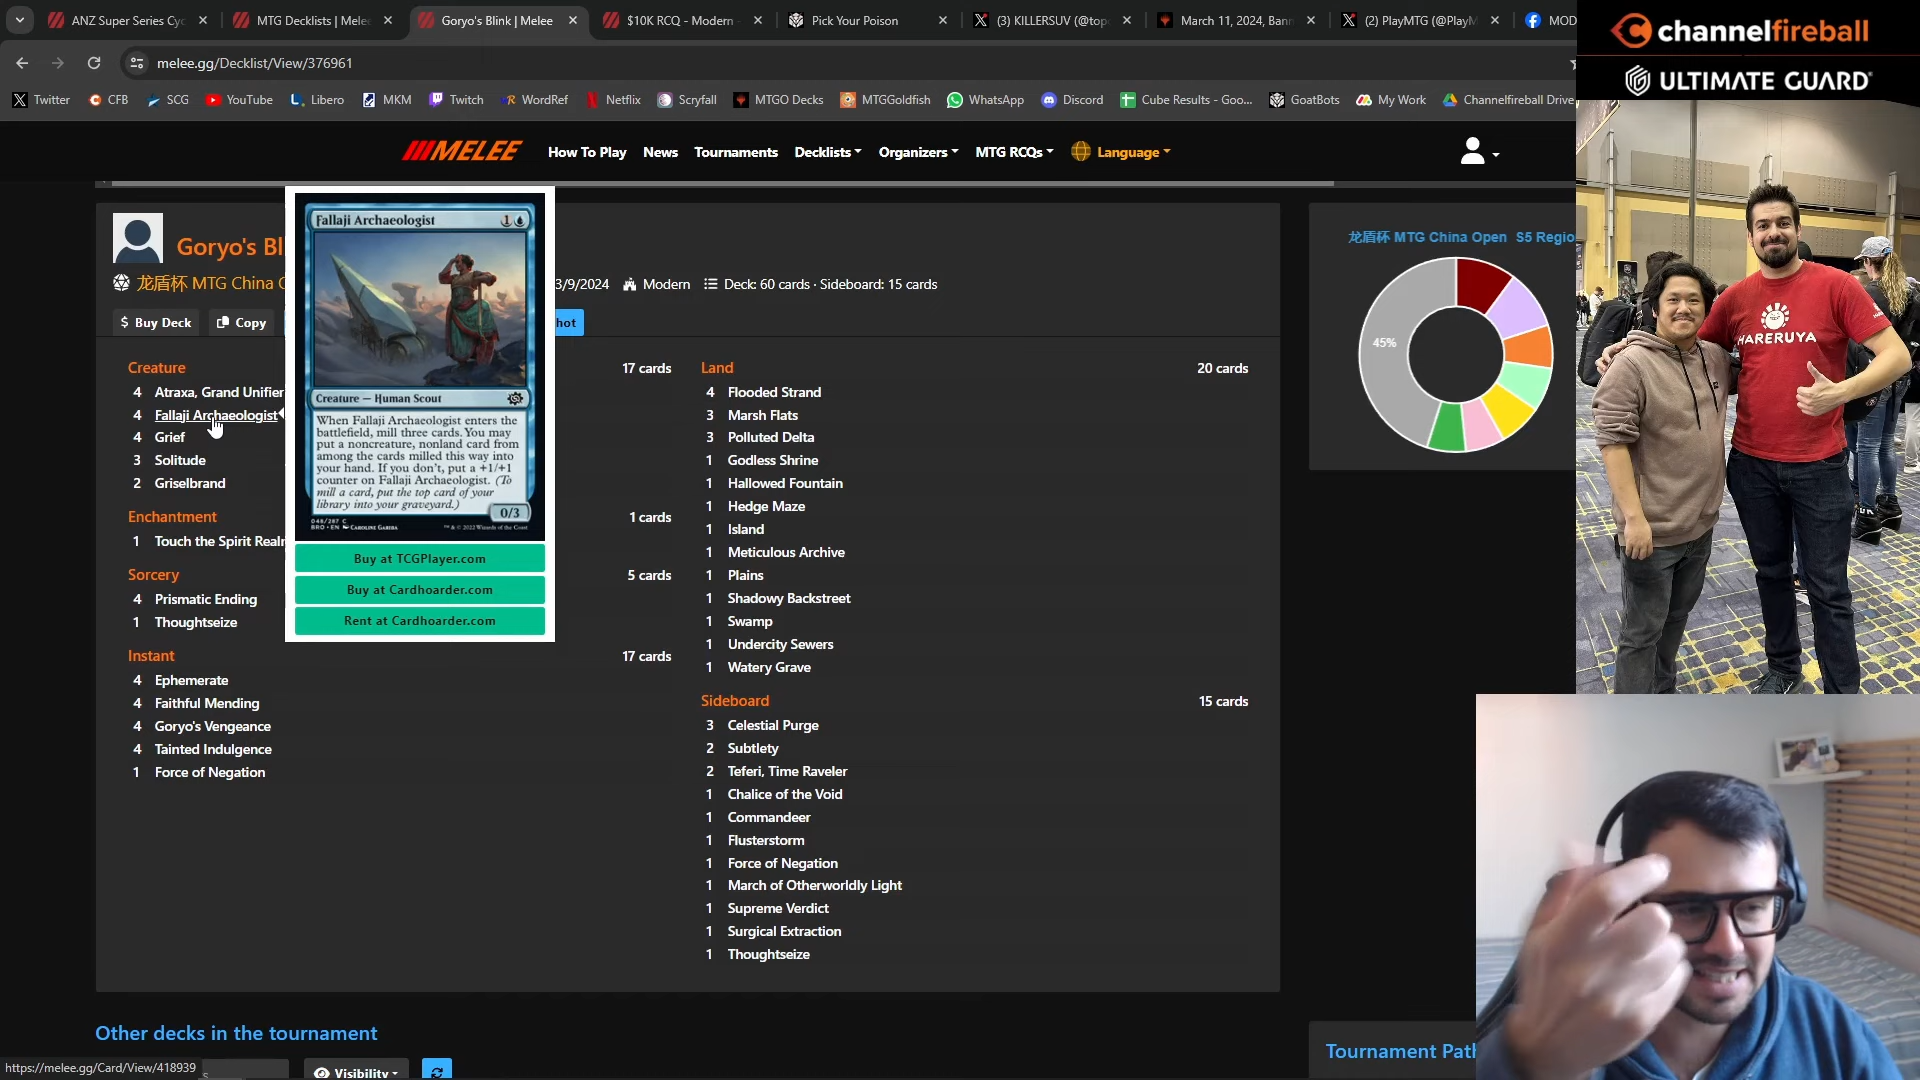 ANZ Super Series Cyc
MTG Decklists | Mele
Goryo's Blink | Melee
$10K RCQ - Modern
Pick Your Poison
(3) KILLERSUV (@topd
March 11, 2024, Bann
(2) PlayMTG (@PlayM
MOD
melee.gg/Decklist/View/376961
Twitter CFB SCG YouTube Libero MKM Twitch WordRef Netflix Scryfall MTGO Decks MTGGoldfish WhatsApp Discord Cube Results - Goo... GoatBots My Work Channelfireball Drive
channelfireball
ULTIMATE GUARD
MELEE How To Play News Tournaments Decklists Organizers MTG RCQs Language
Goryo's Bl
龙盾杯 MTG China O
3/9/2024 Modern Deck: 60 cards · Sideboard: 15 cards
$ Buy Deck Copy hot
Creature 17 cards
4 Atraxa, Grand Unifier
4 Fallaji Archaeologist
4 Grief
3 Solitude
2 Griselbrand
Enchantment 1 cards
1 Touch the Spirit Realm
Sorcery 5 cards
4 Prismatic Ending
1 Thoughtseize
Instant 17 cards
4 Ephemerate
4 Faithful Mending
4 Goryo's Vengeance
4 Tainted Indulgence
1 Force of Negation
Fallaji Archaeologist 1
Creature — Human Scout
When Fallaji Archaeologist enters the
battlefield, mill three cards. You may
put a noncreature, nonland card from
among the cards milled this way into
your hand. If you don't, put a +1/+1
counter on Fallaji Archaeologist. (To
mill a card, put the top card of your
library into your graveyard.)
0/3
048/287 C
BRO • EN CAROLINE GARIBA
™ & © 2022 Wizards of the Coast
Buy at TCGPlayer.com
Buy at Cardhoarder.com
Rent at Cardhoarder.com
Land 20 cards
4 Flooded Strand
3 Marsh Flats
3 Polluted Delta
1 Godless Shrine
1 Hallowed Fountain
1 Hedge Maze
1 Island
1 Meticulous Archive
1 Plains
1 Shadowy Backstreet
1 Swamp
1 Undercity Sewers
1 Watery Grave
Sideboard 15 cards
3 Celestial Purge
2 Subtlety
2 Teferi, Time Raveler
1 Chalice of the Void
1 Commandeer
1 Flusterstorm
1 Force of Negation
1 March of Otherworldly Light
1 Supreme Verdict
1 Surgical Extraction
1 Thoughtseize
龙盾杯 MTG China Open S5 Regio
45%
HARERUYA
Other decks in the tournament
Tournament Path
Visibility
https://melee.gg/Card/View/418939